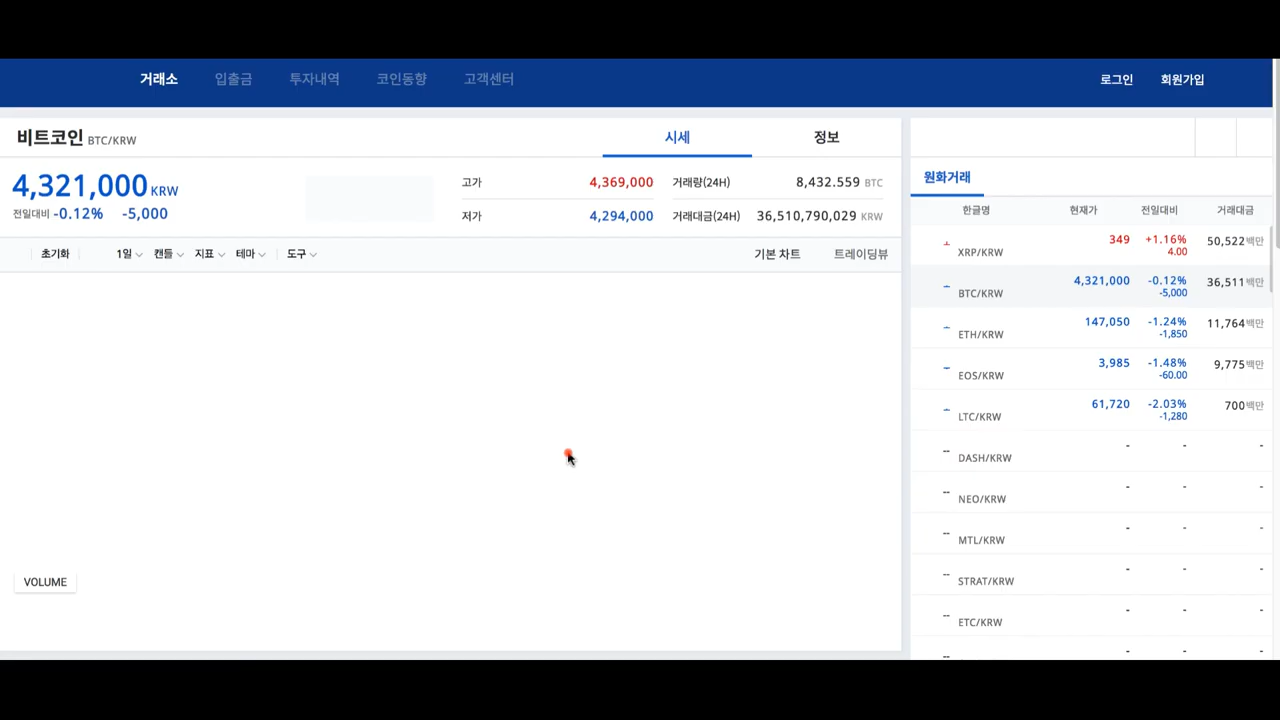 거래소 입출금 투자내역 코인동향 고객센터 로그인 회원가입
비트코인 BTC/KRW 시세 정보
4,321,000 KRW
전일대비 -0.12% -5,000
고가 4,369,000 거래량(24H) 8,432.559 BTC
저가 4,294,000 거래대금(24H) 36,510,790,029 KRW
초기화 1일 캔들 지표 테마 도구 기본 차트 트레이딩뷰
VOLUME
원화거래
한글명 현재가 전일대비 거래대금
XRP/KRW 349 +1.16% 4.00 50,522백만
BTC/KRW 4,321,000 -0.12% -5,000 36,511백만
ETH/KRW 147,050 -1.24% -1,850 11,764백만
EOS/KRW 3,985 -1.48% -60.00 9,775백만
LTC/KRW 61,720 -2.03% -1,280 700백만
-- DASH/KRW - - -
-- NEO/KRW - - -
-- MTL/KRW - - -
-- STRAT/KRW - - -
-- ETC/KRW - - -
-- - - -